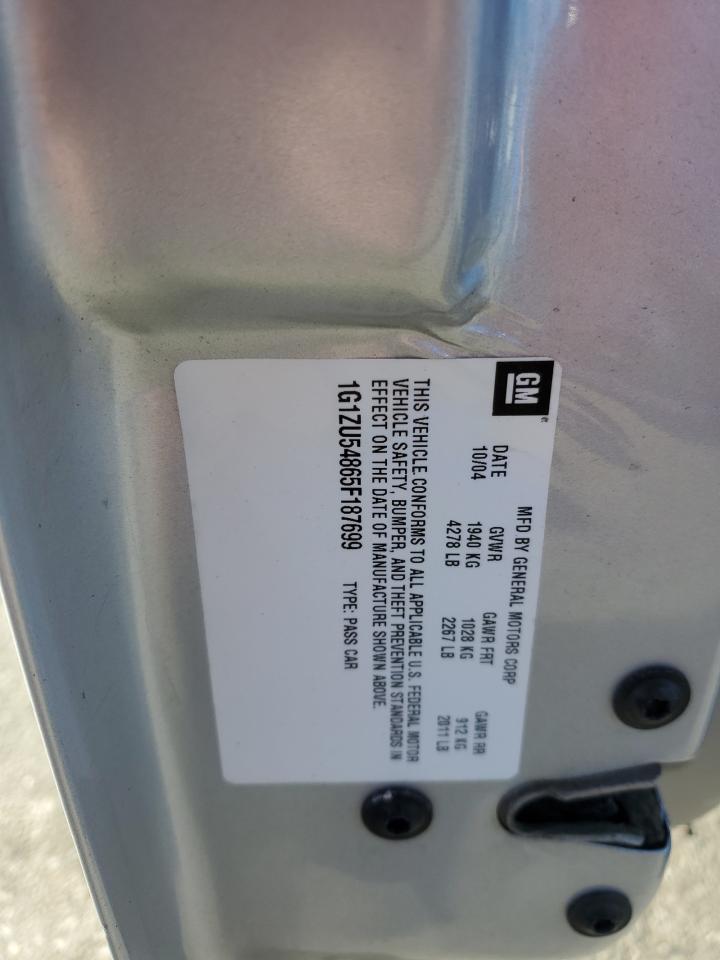 GM
MFD BY GENERAL MOTORS CORP
DATE GVWR GAWR FRT GAWR RR
10/04 1940 KG 1028 KG 912 KG
4278 LB 2267 LB 2011 LB
THIS VEHICLE CONFORMS TO ALL APPLICABLE U.S. FEDERAL MOTOR
VEHICLE SAFETY, BUMPER, AND THEFT PREVENTION STANDARDS IN
EFFECT ON THE DATE OF MANUFACTURE SHOWN ABOVE.
1G1ZU54865F187699 TYPE: PASS CAR